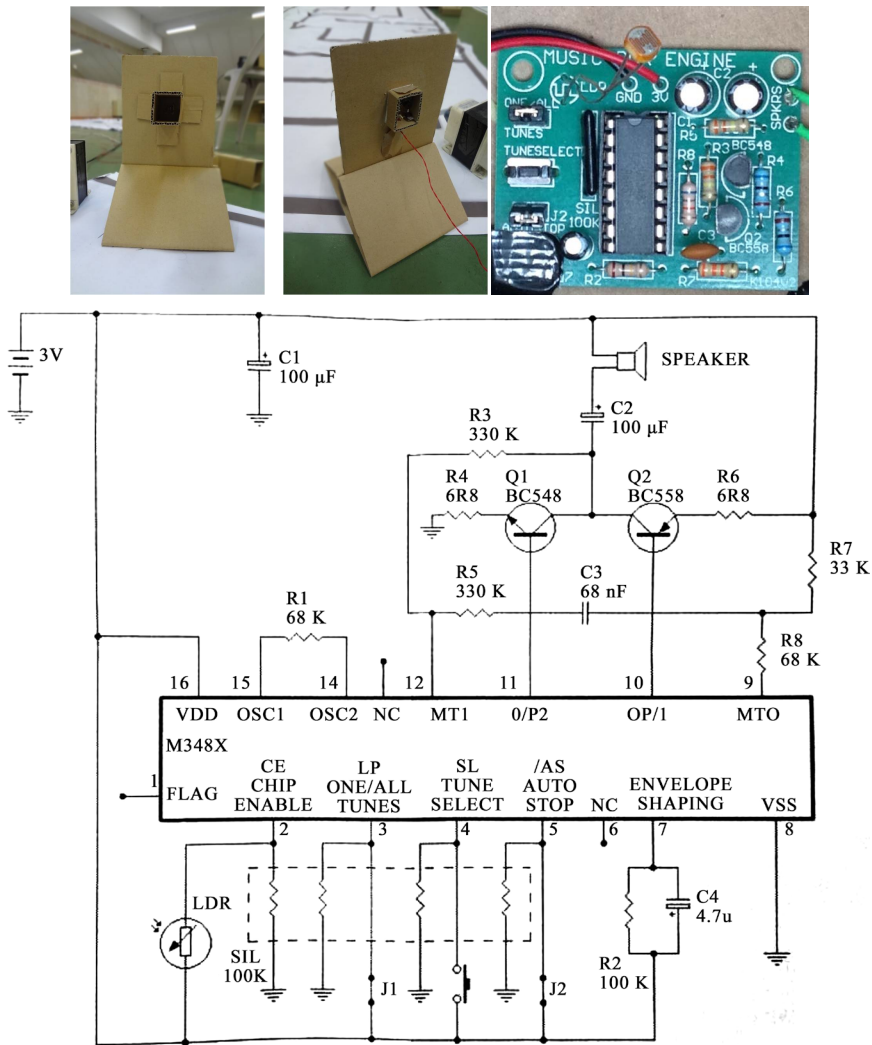 MUSIC BOX ENGINE
LDR
GND
3V
C2
C1
R5
SPKRS
ONE/ALL
TUNES
TUNESELECT
BC548
R3
R4
R8
R6
SIL
100K
J2
C3
Q2
BC558
R2
R7
3V
C1
100 μF
SPEAKER
C2
100 μF
R3
330 K
R4
6R8
Q1
BC548
Q2
BC558
R6
6R8
R7
33 K
R5
330 K
C3
68 nF
R1
68 K
R8
68 K
16
15
14
12
11
10
9
VDD
OSC1
OSC2
NC
MT1
0/P2
OP/1
MTO
M348X
1
FLAG
CE
CHIP
ENABLE
LP
ONE/ALL
TUNES
SL
TUNE
SELECT
/AS
AUTO
STOP
NC
ENVELOPE
SHAPING
VSS
2
3
4
5
6
7
8
LDR
SIL
100K
J1
J2
R2
100 K
C4
4.7u